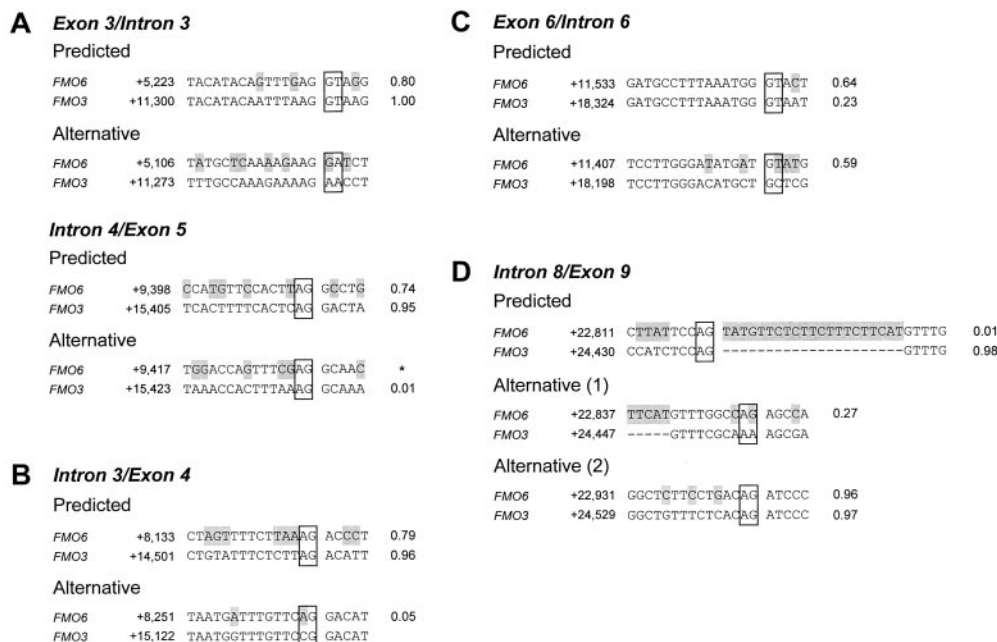 A Exon 3/Intron 3
Predicted
FMO6 +5,223 TACATACAGTTTGAG GTAGG 0.80
FMO3 +11,300 TACATACAATTTAAG GTAAG 1.00
Alternative
FMO6 +5,106 TATGCTCAAAAGAAG GATCT
FMO3 +11,273 TTTGCCAAAGAAAAG AACCT
Intron 4/Exon 5
Predicted
FMO6 +9,398 CCATGTTCCACTTAG GCCTG 0.74
FMO3 +15,405 TCACTTTTCACTCAG GACTA 0.95
Alternative
FMO6 +9,417 TGGACCAGTTTCGAG GCAAC *
FMO3 +15,423 TAAACCACTTTAAAG GCAAA 0.01
B Intron 3/Exon 4
Predicted
FMO6 +8,133 CTAGTTTTCTTAAAG ACCCT 0.79
FMO3 +14,501 CTGTATTTCTCTTAG ACATT 0.96
Alternative
FMO6 +8,251 TAATGATTTGTTCAG GACAT 0.05
FMO3 +15,122 TAATGGTTTGTTCCG GACAT
C Exon 6/Intron 6
Predicted
FMO6 +11,533 GATGCCTTTAAATGG GTACT 0.64
FMO3 +18,324 GATGCCTTTAAATGG GTAAT 0.23
Alternative
FMO6 +11,407 TCCTTGGGATATGAT GTATG 0.59
FMO3 +18,198 TCCTTGGGACATGCT GCTCG
D Intron 8/Exon 9
Predicted
FMO6 +22,811 CTTATTCCAG TATGTTCTCTTCTTTCTTCATGTTTG 0.01
FMO3 +24,430 CCATCTCCAG ---------------------GTTTG 0.98
Alternative (1)
FMO6 +22,837 TTCATGTTTGGCCAG AGCCA 0.27
FMO3 +24,447 -----GTTTCGCAAA AGCGA
Alternative (2)
FMO6 +22,931 GGCTCTTCCTGACAG ATCCC 0.96
FMO3 +24,529 GGCTGTTTCTCACAG ATCCC 0.97